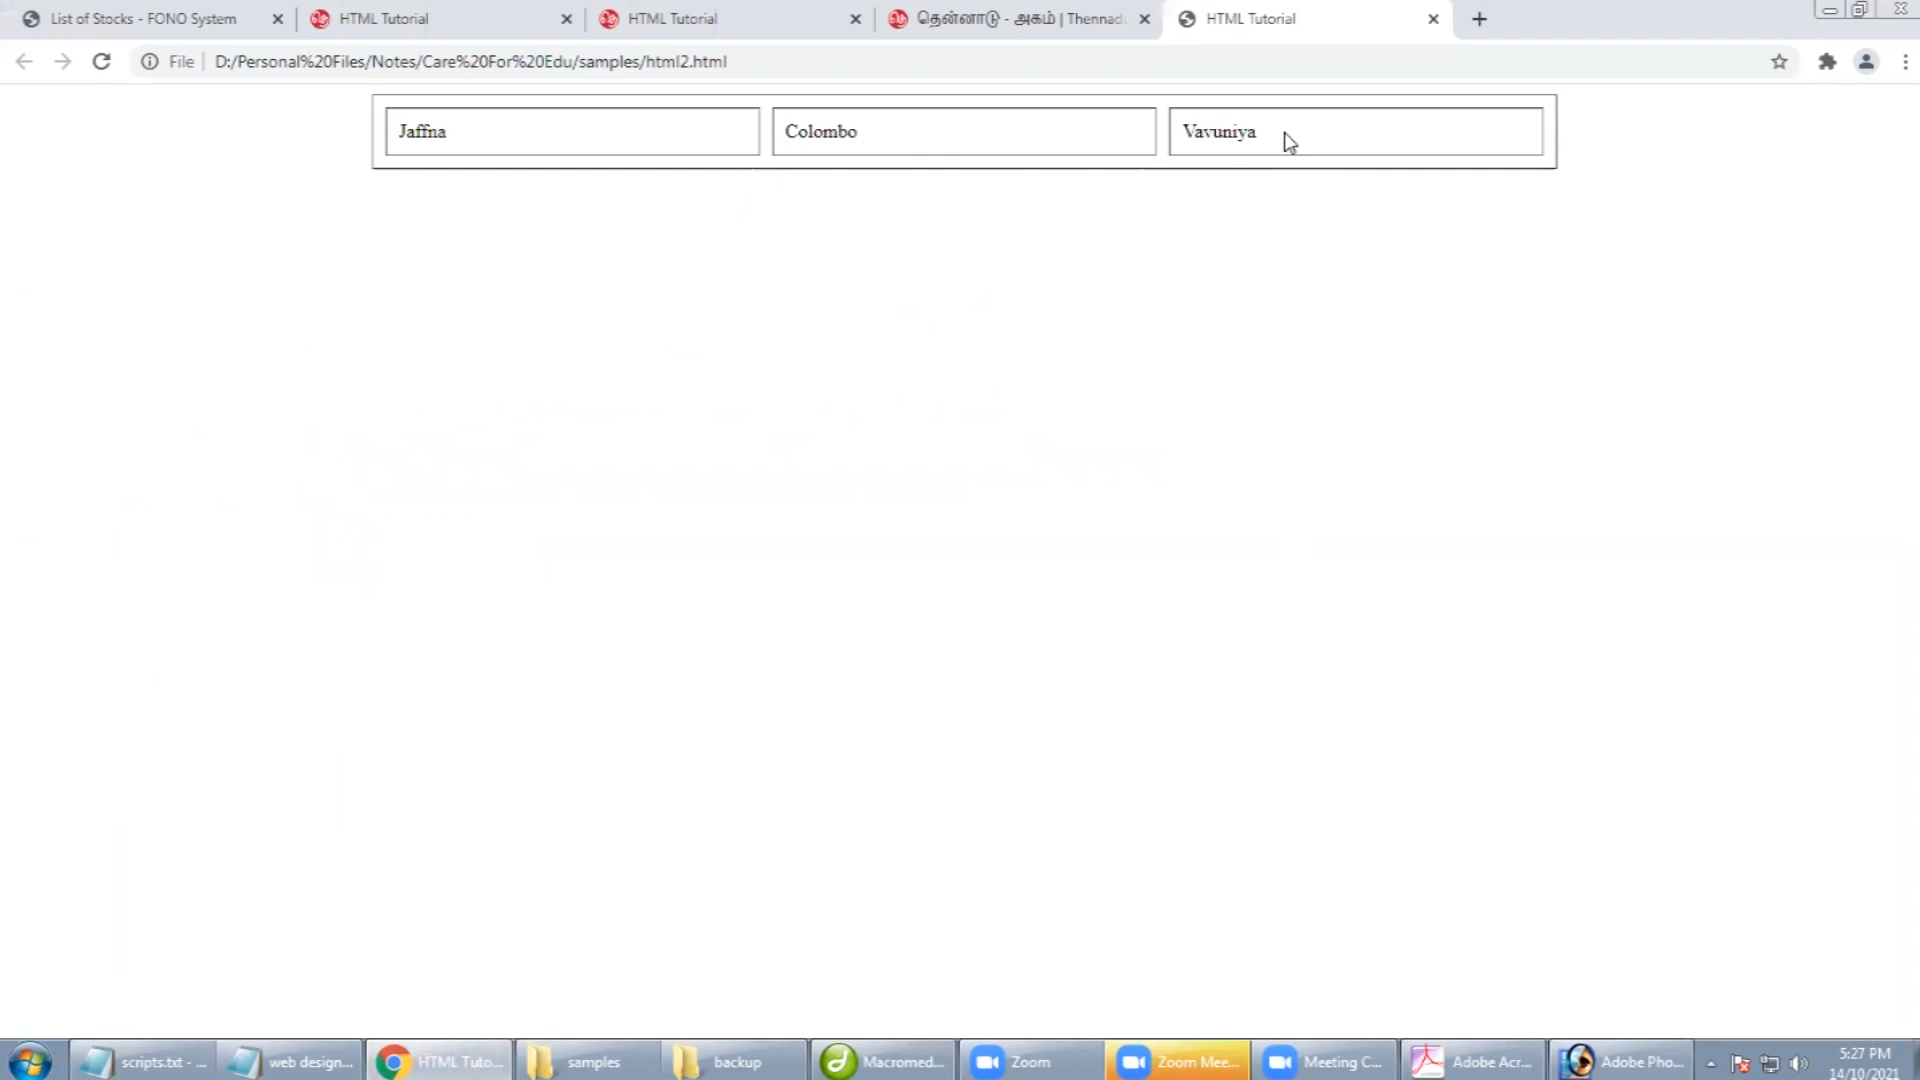 List of Stocks - FONO System
HTML Tutorial
HTML Tutorial
தென்னாடு - அகம் | Thennadu
HTML Tutorial
File
D:/Personal%20Files/Notes/Care%20For%20Edu/samples/html2.html
Jaffna
Colombo
Vavuniya
scripts.txt - ...
web design...
HTML Tuto...
samples
backup
Macromed...
Zoom
Zoom Mee...
Meeting C...
Adobe Acr...
Adobe Pho...
5:27 PM
14/10/2021